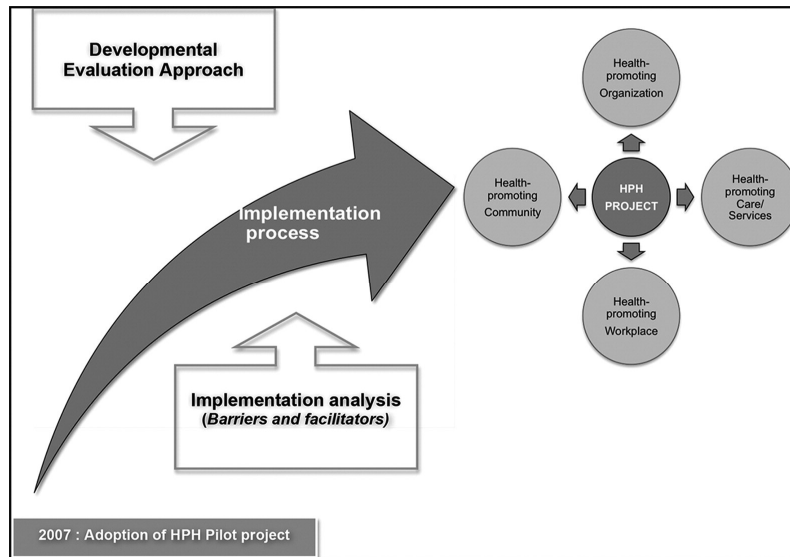 Developmental
Evaluation Approach
Implementation
process
Implementation analysis
(Barriers and facilitators)
2007 : Adoption of HPH Pilot project
Health-
promoting
Organization
Health-
promoting
Community
HPH
PROJECT
Health-
promoting
Care/
Services
Health-
promoting
Workplace